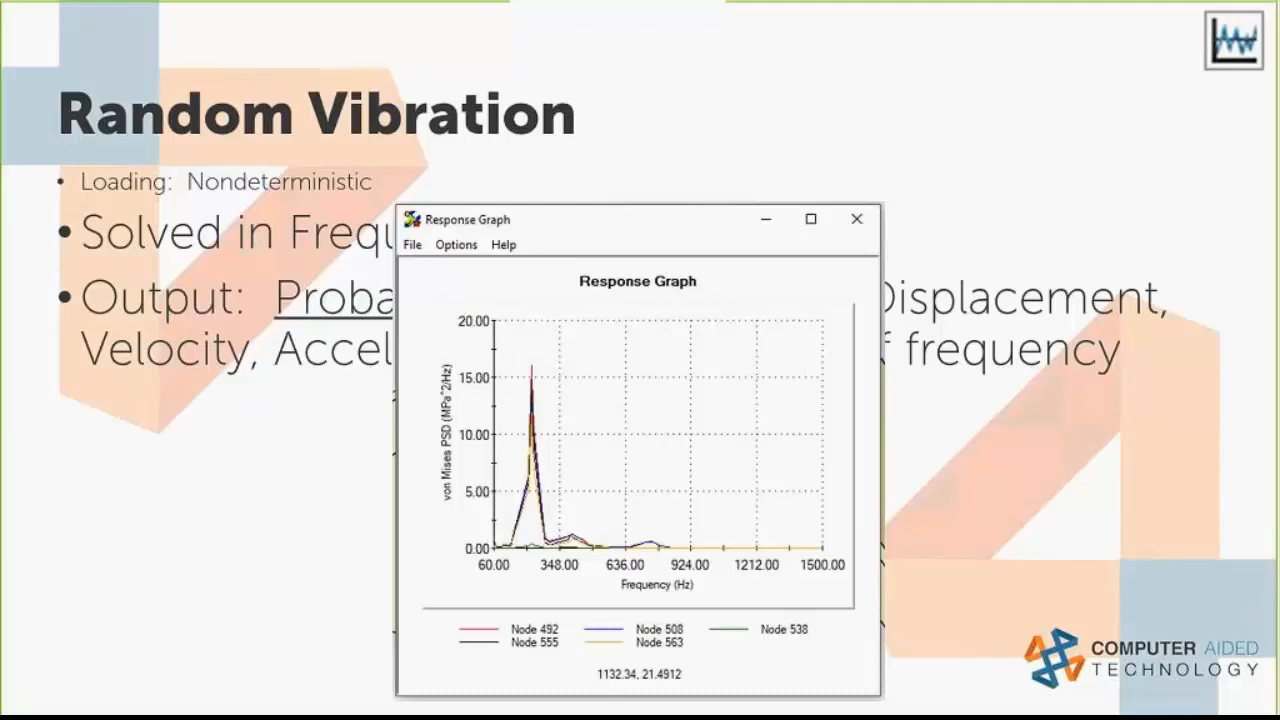 Random Vibration
• Loading: Nondeterministic
• Solved in Frequ
• Output: Proba Displacement,
Velocity, Accel f frequency
Response Graph
File Options Help
Response Graph
von Mises PSD (MPa^2/Hz)
20.00
15.00
10.00
5.00
0.00
60.00 348.00 636.00 924.00 1212.00 1500.00
Frequency (Hz)
Node 492 Node 508 Node 538
Node 555 Node 563
1132.34, 21.4912
COMPUTER AIDED
TECHNOLOGY